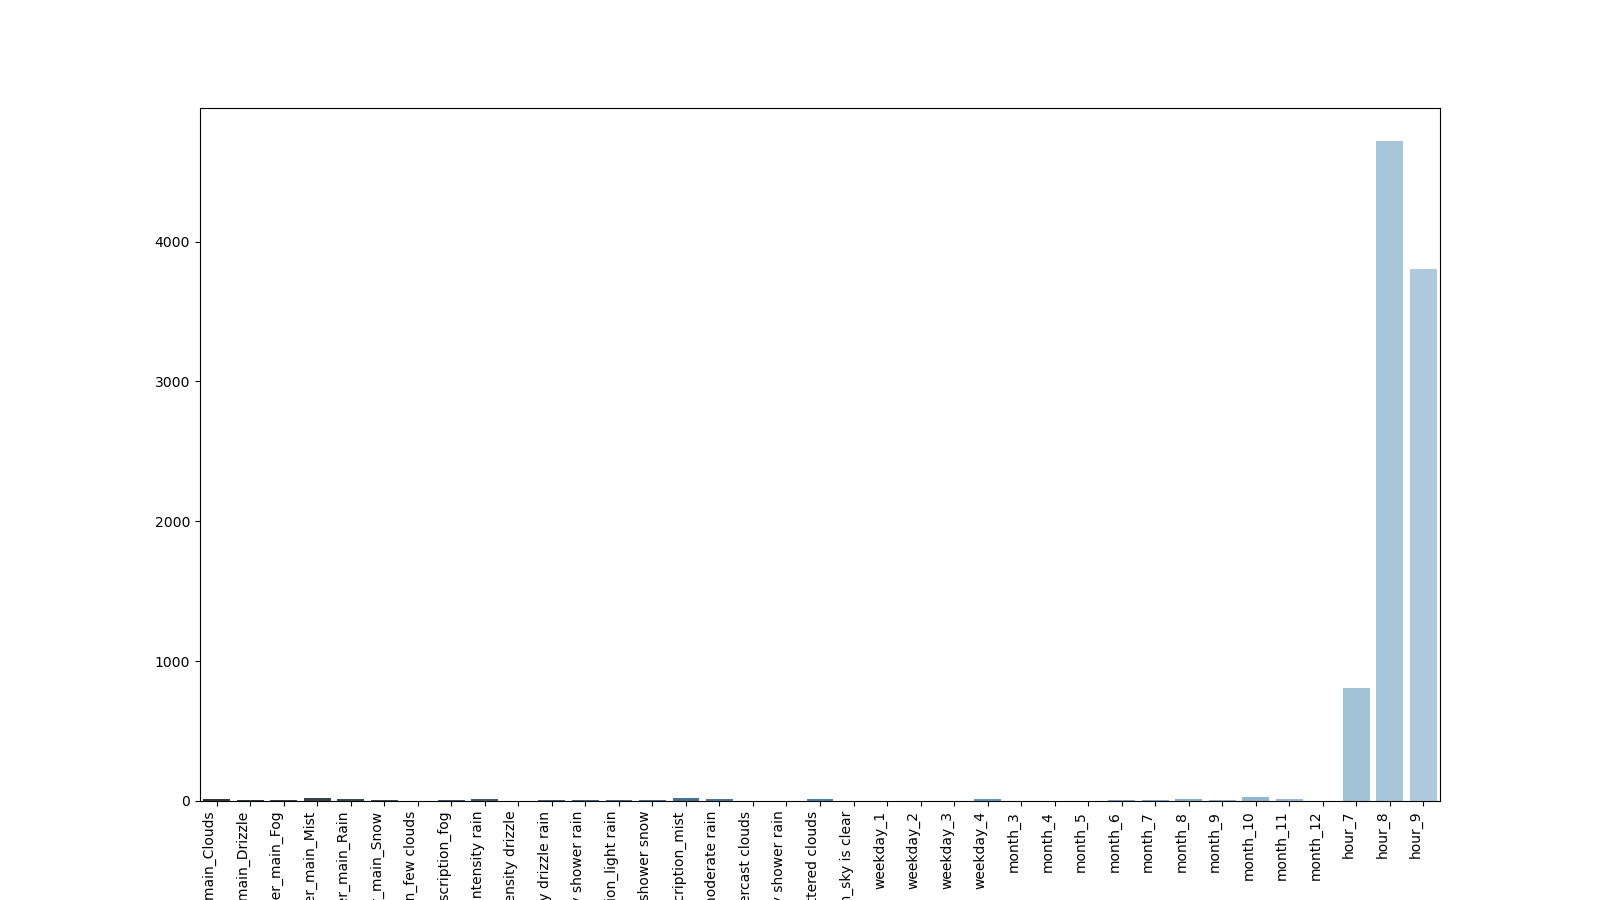 4000
3000
2000
1000
0
main_Clouds
main_Drizzle
er_main_Fog
er_main_Mist
er_main_Rain
r_main_Snow
n_few clouds
scription_fog
ntensity rain
ensity drizzle
y drizzle rain
y shower rain
ion_light rain
shower snow
cription_mist
moderate rain
ercast clouds
y shower rain
ttered clouds
n_sky is clear
weekday_1
weekday_2
weekday_3
weekday_4
month_3
month_4
month_5
month_6
month_7
month_8
month_9
month_10
month_11
month_12
hour_7
hour_8
hour_9